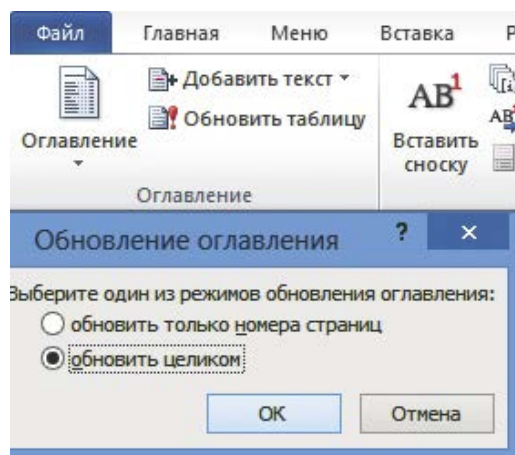 Файл Главная Меню Вставка Р
Добавить текст
Обновить таблицу
Оглавление
AB1
Вставить
сноску
AB
Оглавление
Обновление оглавления ? ×
Выберите один из режимов обновления оглавления:
обновить только номера страниц
обновить целиком
ОК Отмена